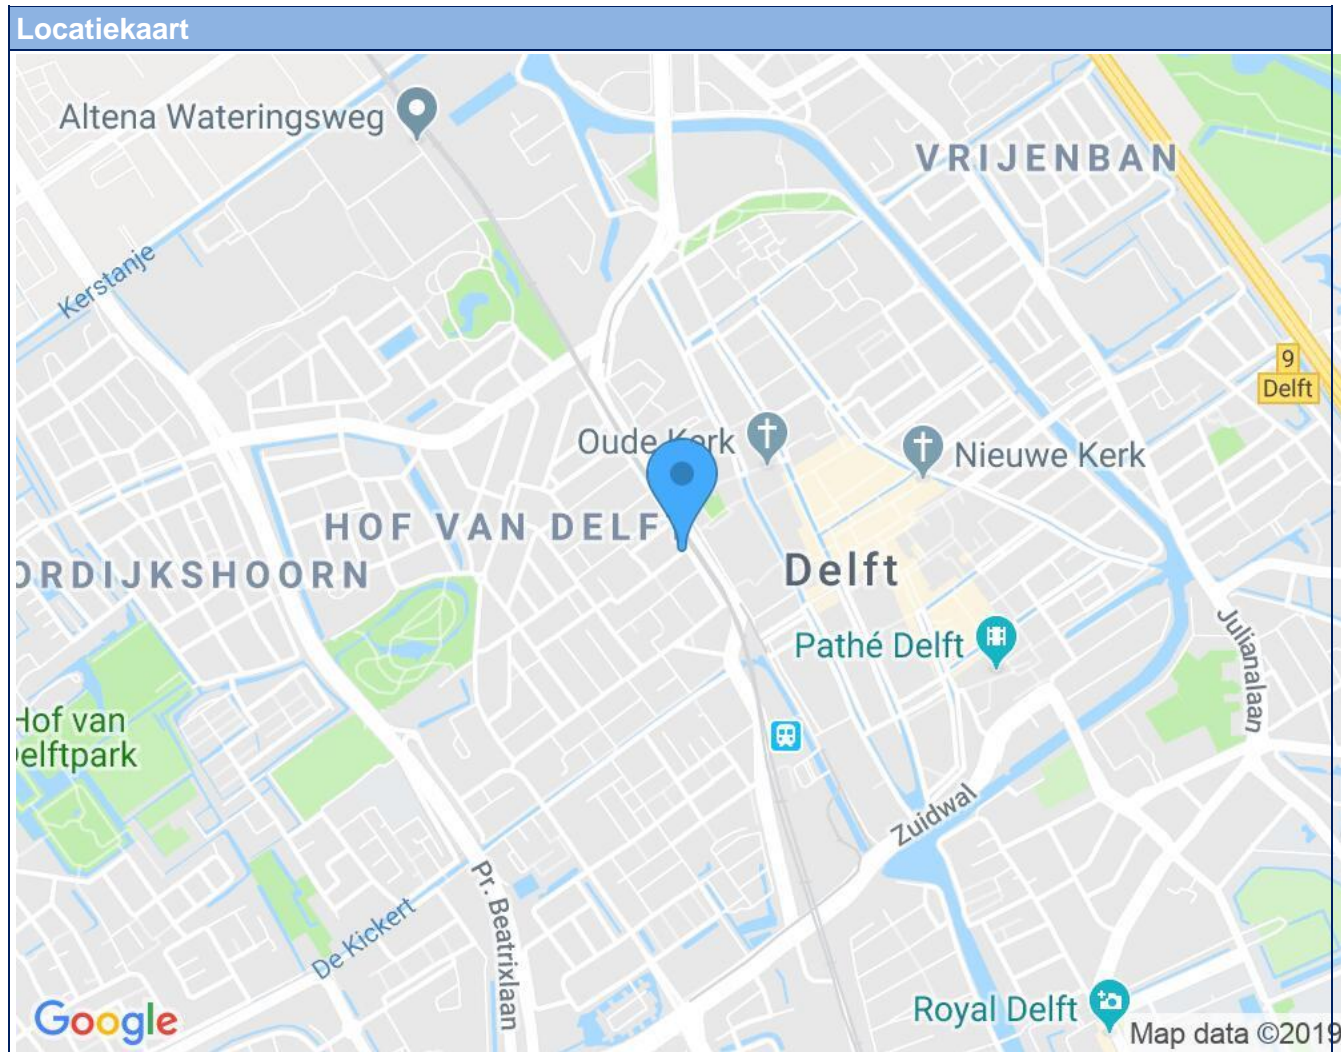 Locatiekaart
Altena Wateringsweg
VRIJENBAN
Kerstanje
9
Delft
Oude Kerk
Nieuwe Kerk
HOF VAN DELFT
ORDIJKSHOORN
Delft
Pathé Delft
Julianalaan
Hof van
elftpark
Zuidwal
Pr. Beatrixlaan
De Kickert
Royal Delft
Google
Map data ©2019